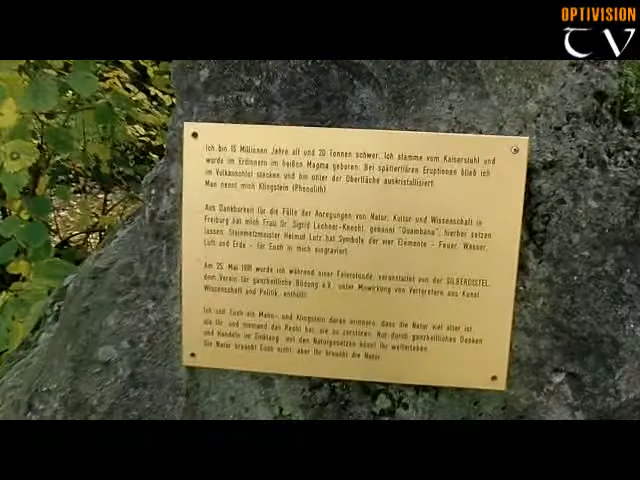 OPTIVISION
TV
Ich bin 15 Millionen Jahre alt und 20 Tonnen schwer. Ich stamme vom Kaiserstuhl und
wurde im Erdinnern im heißen Magma geboren. Bei spättertiären Eruptionen blieb ich
im Vulkanschlot stecken und bin unter der Oberfläche auskristallisiert.
Man nennt mich Klingstein (Phonolith).
Aus Dankbarkeit für die Fülle der Anregungen von Natur, Kultur und Wissenschaft in
Freiburg hat mich Frau Dr. Sigrid Lechner-Knecht, genannt "Quambana", hierher setzen
lassen. Steinmetzmeister Helmut Lutz hat Symbole der vier Elemente - Feuer, Wasser,
Luft und Erde - für Euch in mich eingraviert.
Am 25. Mai wurde ich während einer Feierstunde, veranstaltet von der SILBERDISTEL,
dem Verein für ganzheitliche Bildung e.V., unter Mitwirkung von Vertretern aus Kunst,
Wissenschaft und Politik, enthüllt.
Ich und Euch als Mahn- und Klingstein daran erinnern, dass die Natur viel älter ist
als Ihr, und niemand das Recht hat, sie zu zerstören. Nur durch ganzheitliches Denken
und Handeln im Einklang mit den Naturgesetzen könnt Ihr weiterleben.
Die Natur braucht Euch nicht, aber Ihr braucht die Natur.